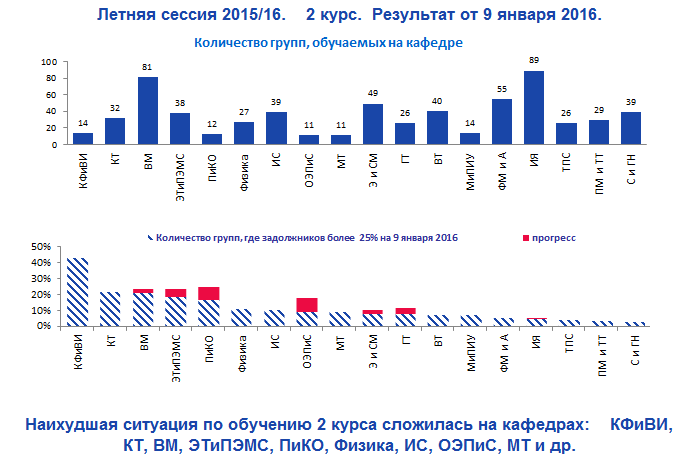 Летняя сессия 2015/16. 2 курс. Результат от 9 января 2016.
Количество групп, обучаемых на кафедре
100
80
60
40
20
0
14 32 81 38 12 27 39 11 11 49 26 40 14 55 89 26 29 39
КФиВИ КТ ВМ ЭТиПЭМС ПиКО Физика ИС ОЭПиС МТ Э и СМ ГТ ВТ МиПИУ ФМ и А ИЯ ТПС ПМ и ТТ С и ГН
Количество групп, где задолжников более 25% на 9 января 2016 прогресс
50%
40%
30%
20%
10%
0%
КФиВИ КТ ВМ ЭТиПЭМС ПиКО Физика ИС ОЭПиС МТ Э и СМ ГТ ВТ МиПИУ ФМ и А ИЯ ТПС ПМ и ТТ С и ГН
Наихудшая ситуация по обучению 2 курса сложилась на кафедрах: КФиВИ,
КТ, ВМ, ЭТиПЭМС, ПиКО, Физика, ИС, ОЭПиС, МТ и др.